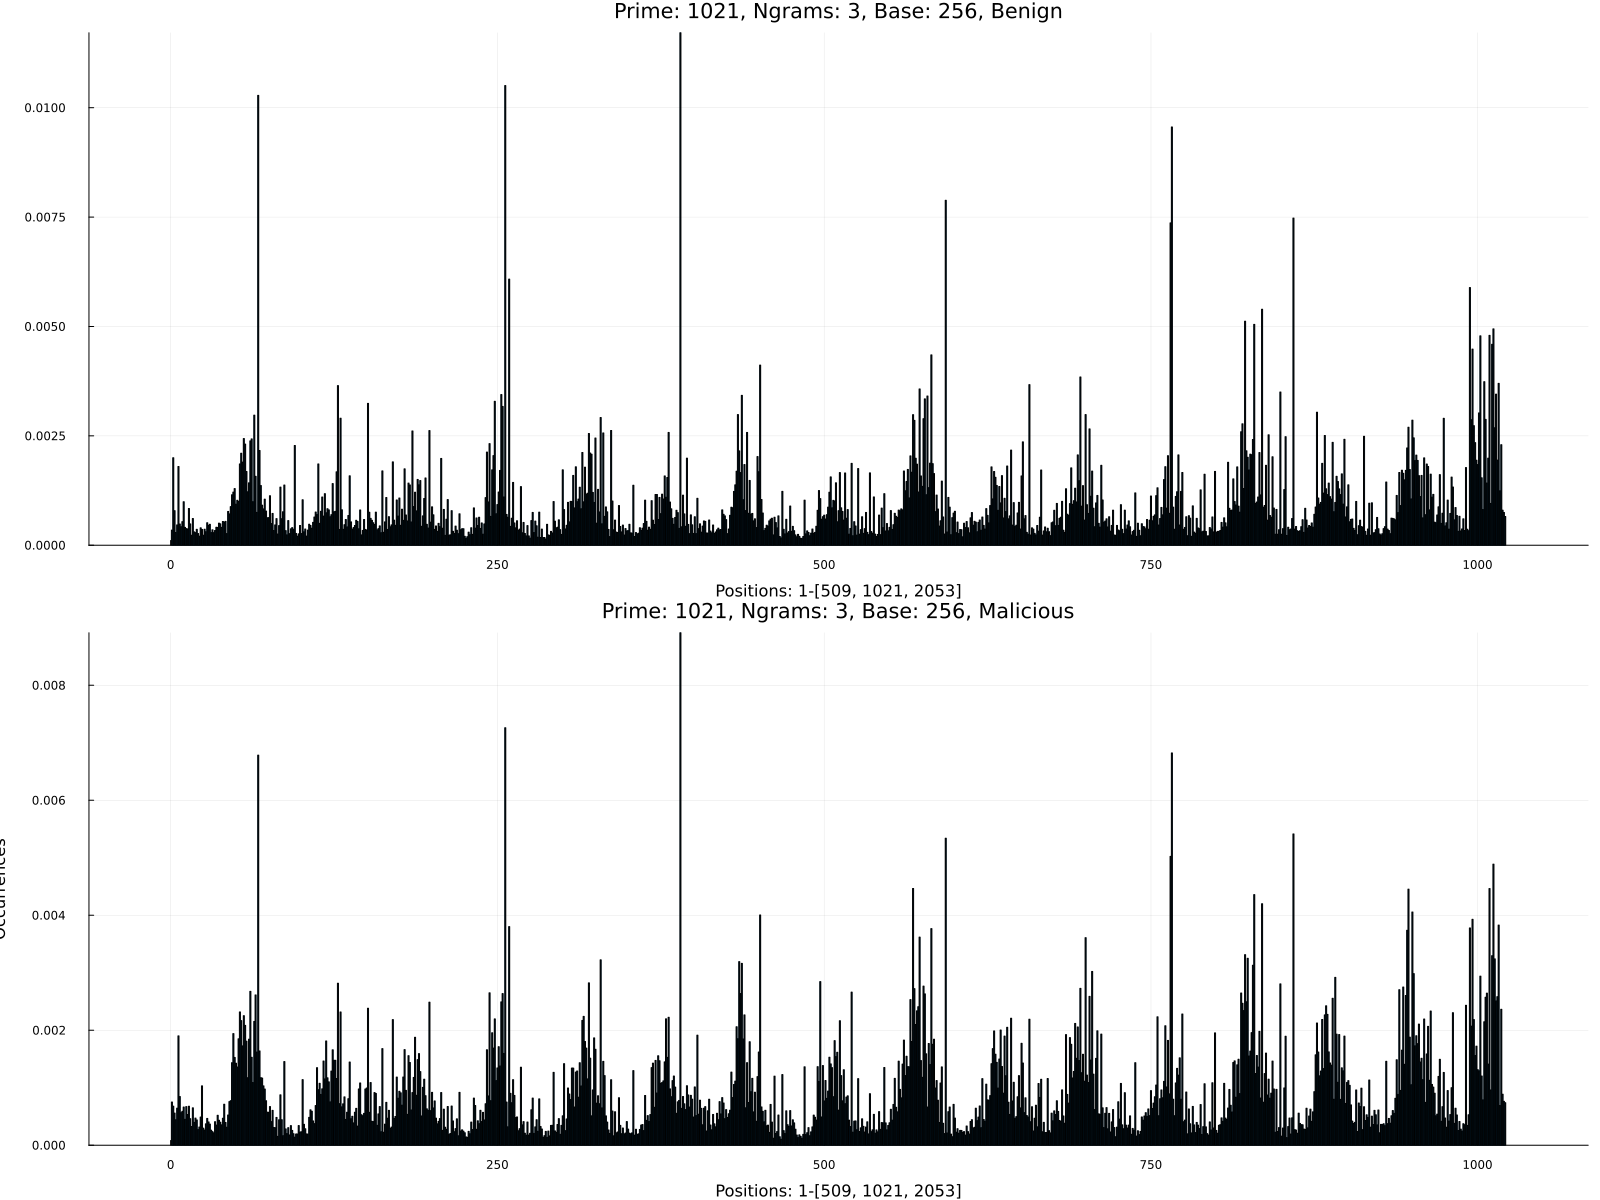 Prime: 1021, Ngrams: 3, Base: 256, Benign
0.0100
0.0075
0.0050
0.0025
0.0000
0 250 500 750 1000
Positions: 1-[509, 1021, 2053]
Prime: 1021, Ngrams: 3, Base: 256, Malicious
0.008
0.006
0.004
0.002
0.000
Occurrences
0 250 500 750 1000
Positions: 1-[509, 1021, 2053]